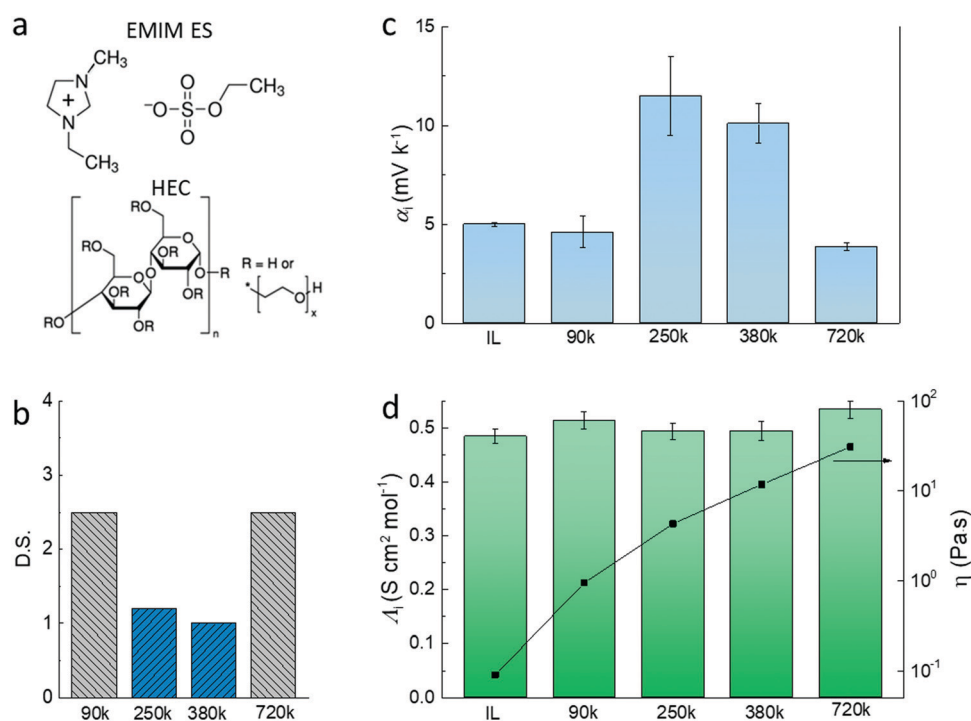 a
EMIM ES
CH₃
N
+
N
CH₃
O
⁻O-S-O
O
CH₃
HEC
RO
RO
O
RO
O
RO
RO
O
OR
O
OR
OR
O-R
n
R = H or
*
O
H
x
b
D.S.
4
3
2
1
0
90k 250k 380k 720k
c
αᵢ (mV k⁻¹)
15
10
5
0
IL 90k 250k 380k 720k
d
Λᵢ (S cm² mol⁻¹)
0.5
0.4
0.3
0.2
0.1
0.0
IL 90k 250k 380k 720k
10²
10¹
10⁰
10⁻¹
η (Pa.s)